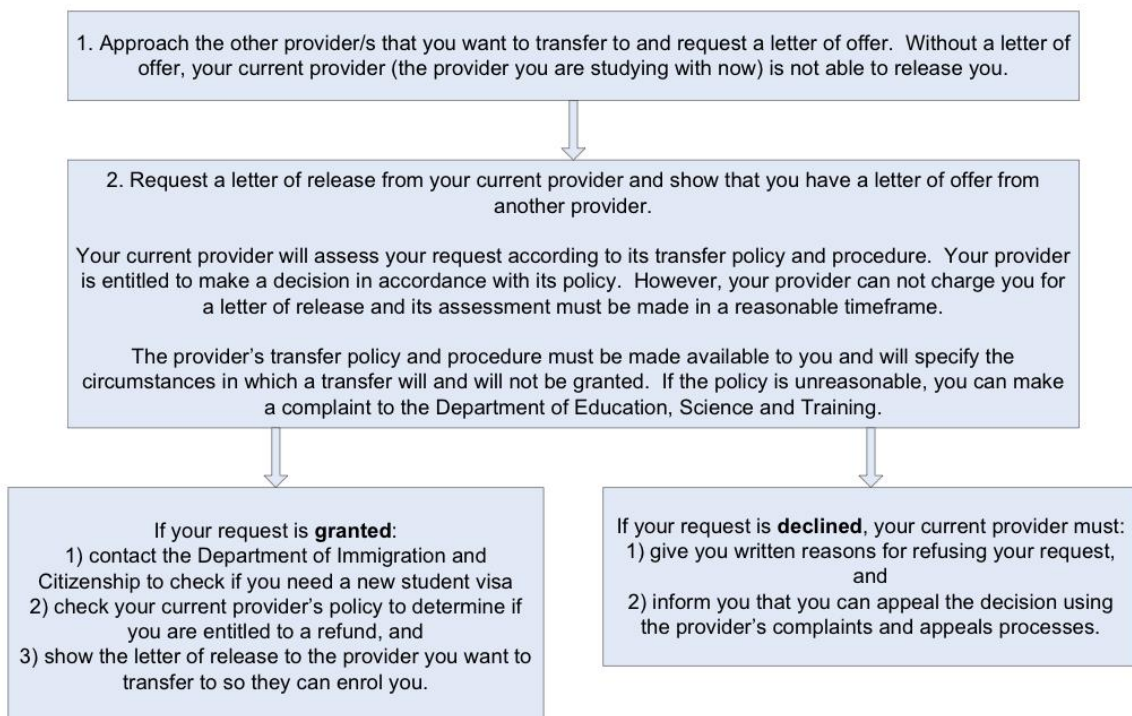 1. Approach the other provider/s that you want to transfer to and request a letter of offer.  Without a letter of
offer, your current provider (the provider you are studying with now) is not able to release you.
2. Request a letter of release from your current provider and show that you have a letter of offer from
another provider.
Your current provider will assess your request according to its transfer policy and procedure.  Your provider
is entitled to make a decision in accordance with its policy.  However, your provider can not charge you for
a letter of release and its assessment must be made in a reasonable timeframe.
The provider's transfer policy and procedure must be made available to you and will specify the
circumstances in which a transfer will and will not be granted.  If the policy is unreasonable, you can make
a complaint to the Department of Education, Science and Training.
If your request is granted:
1) contact the Department of Immigration and
Citizenship to check if you need a new student visa
2) check your current provider's policy to determine if
you are entitled to a refund, and
3) show the letter of release to the provider you want to
transfer to so they can enrol you.
If your request is declined, your current provider must:
1) give you written reasons for refusing your request,
and
2) inform you that you can appeal the decision using
the provider's complaints and appeals processes.